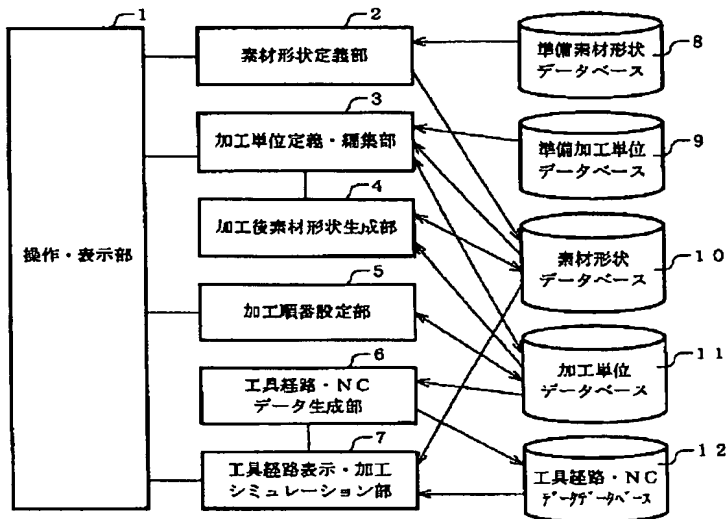 1
操作・表示部
2
素材形状定義部
3
加工単位定義・編集部
4
加工後素材形状生成部
5
加工順番設定部
6
工具経路・NC
データ生成部
7
工具経路表示・加工
シミュレーション部
準備素材形状
データベース
8
準備加工単位
データベース
9
素材形状
データベース
10
加工単位
データベース
11
工具経路・NC
データデータベース
12